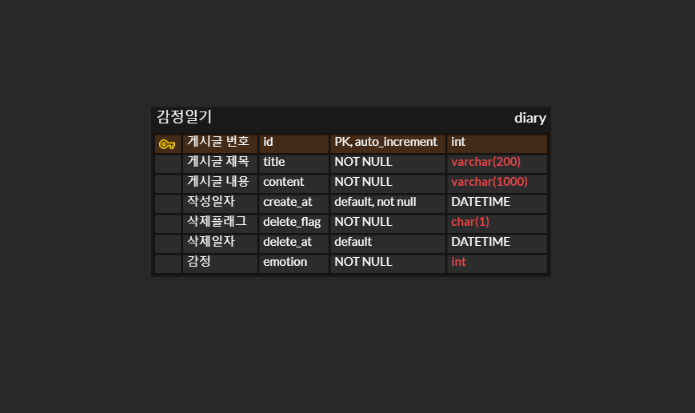 감정일기 diary
게시글 번호 id PK, auto_increment int
게시글 제목 title NOT NULL varchar(200)
게시글 내용 content NOT NULL varchar(1000)
작성일자 create_at default, not null DATETIME
삭제플래그 delete_flag NOT NULL char(1)
삭제일자 delete_at default DATETIME
감정 emotion NOT NULL int